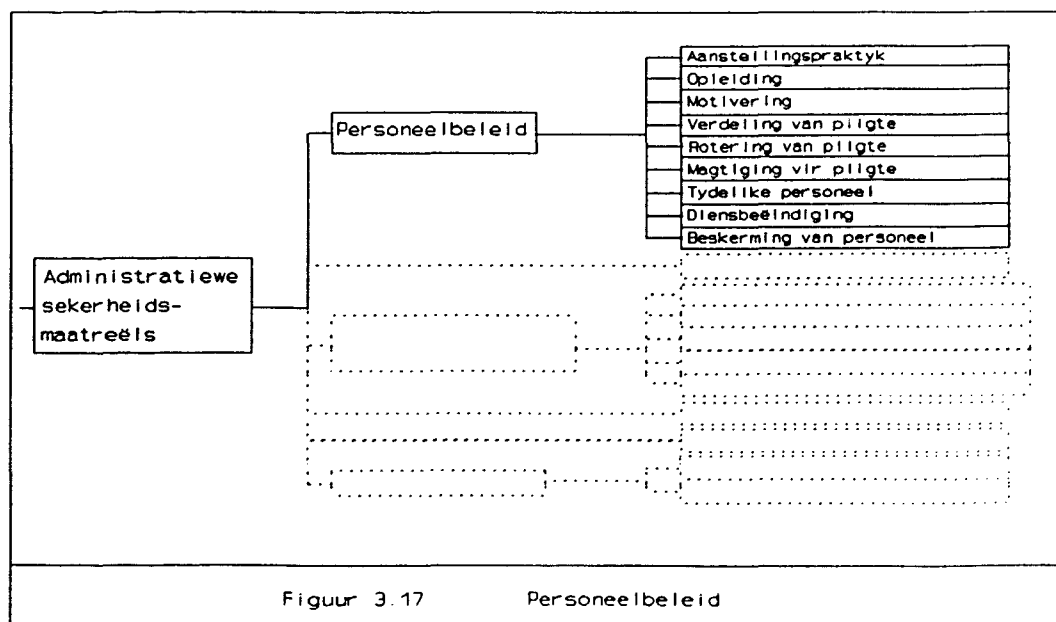 Aanstellingspraktyk
Opleiding
Motivering
Verdeling van pligte
Rotering van pligte
Magtiging vir pligte
Tydelike personeel
Diensbeëindiging
Beskerming van personeel
Personeelbeleid
Administratiewe
sekerheids-
maatreëls
Figuur 3.17 Personeelbeleid